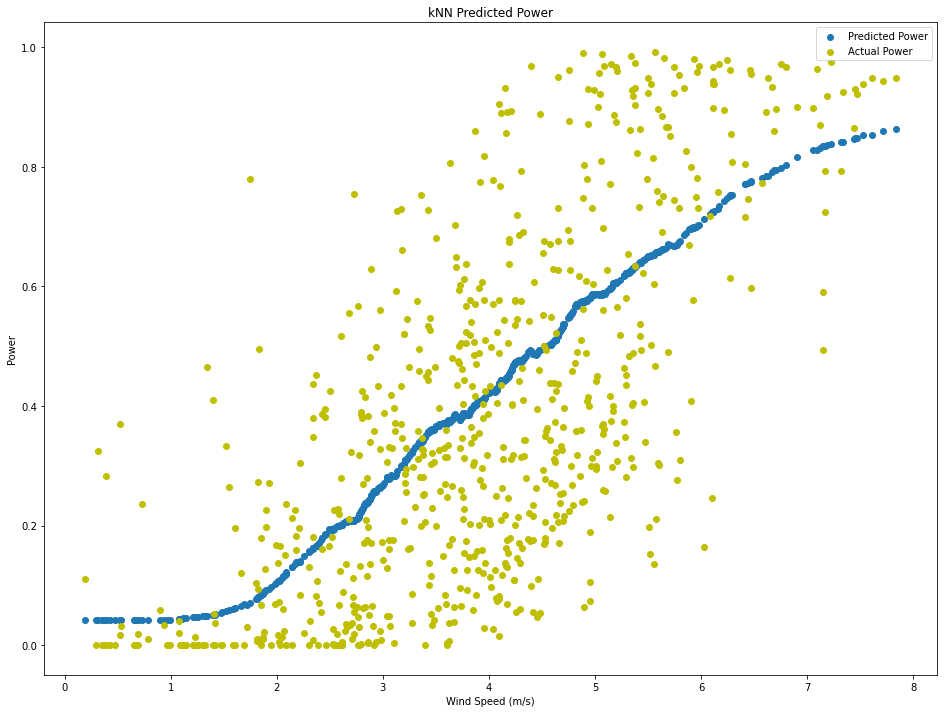 kNN Predicted Power
Predicted Power
Actual Power
1.0
0.8
0.6
0.4
0.2
0.0
Power
0 1 2 3 4 5 6 7 8
Wind Speed (m/s)